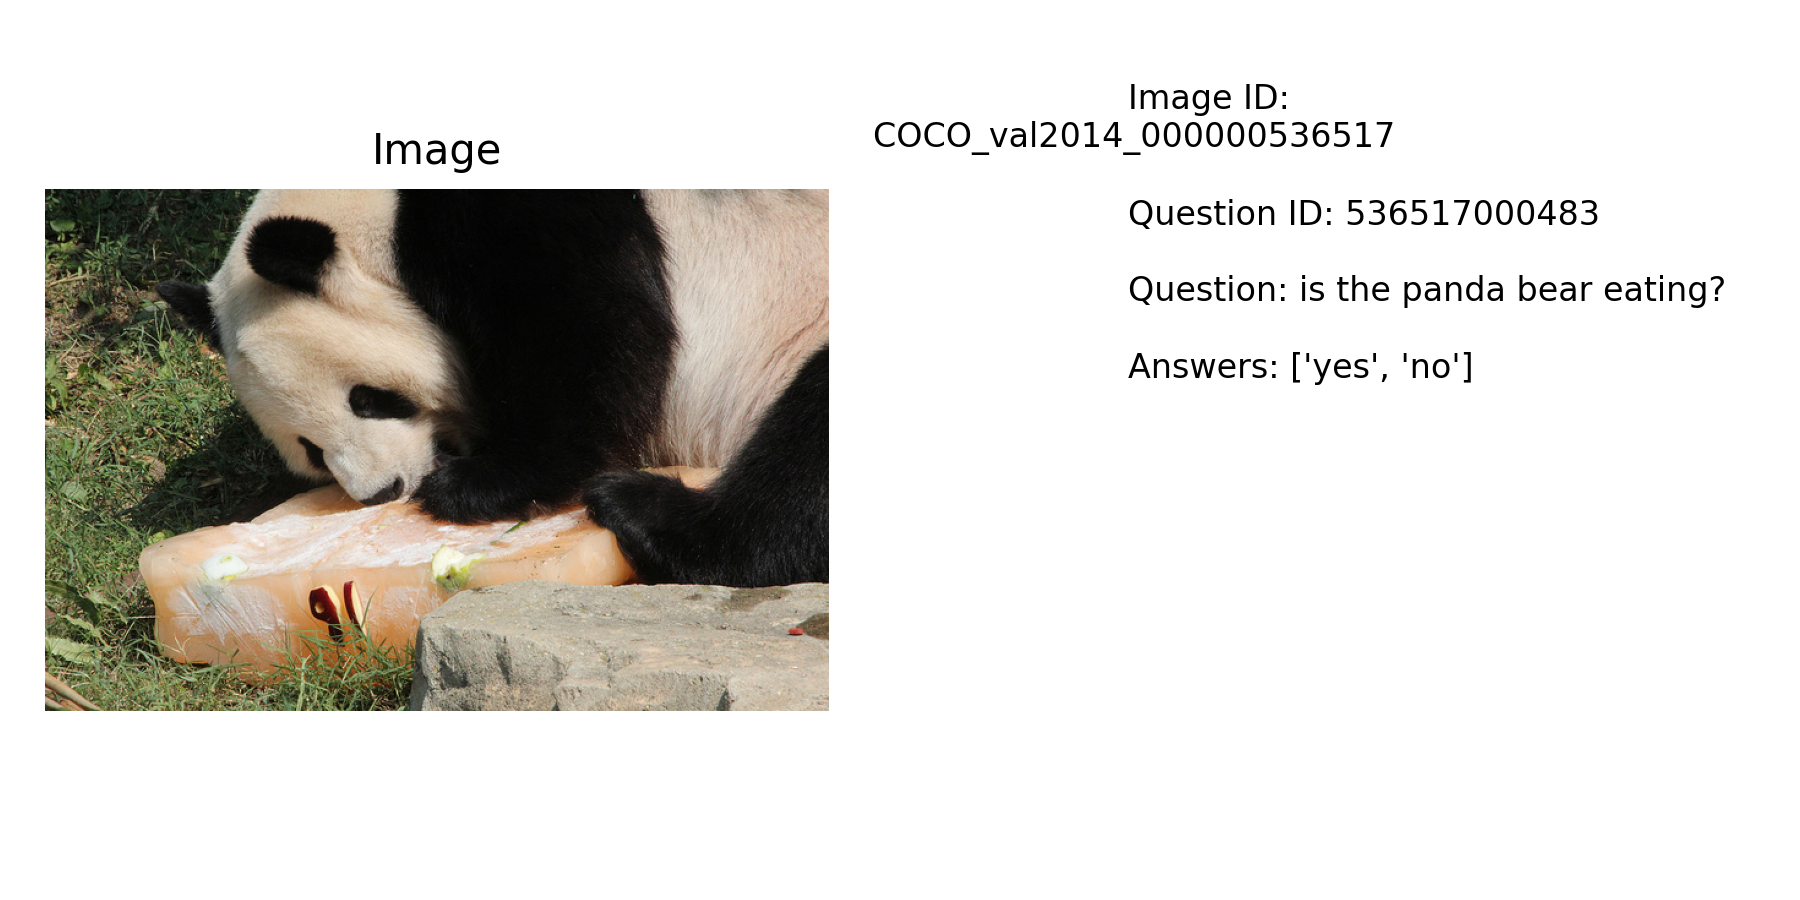 Image
Image ID:
COCO_val2014_000000536517
Question ID: 536517000483
Question: is the panda bear eating?
Answers: ['yes', 'no']